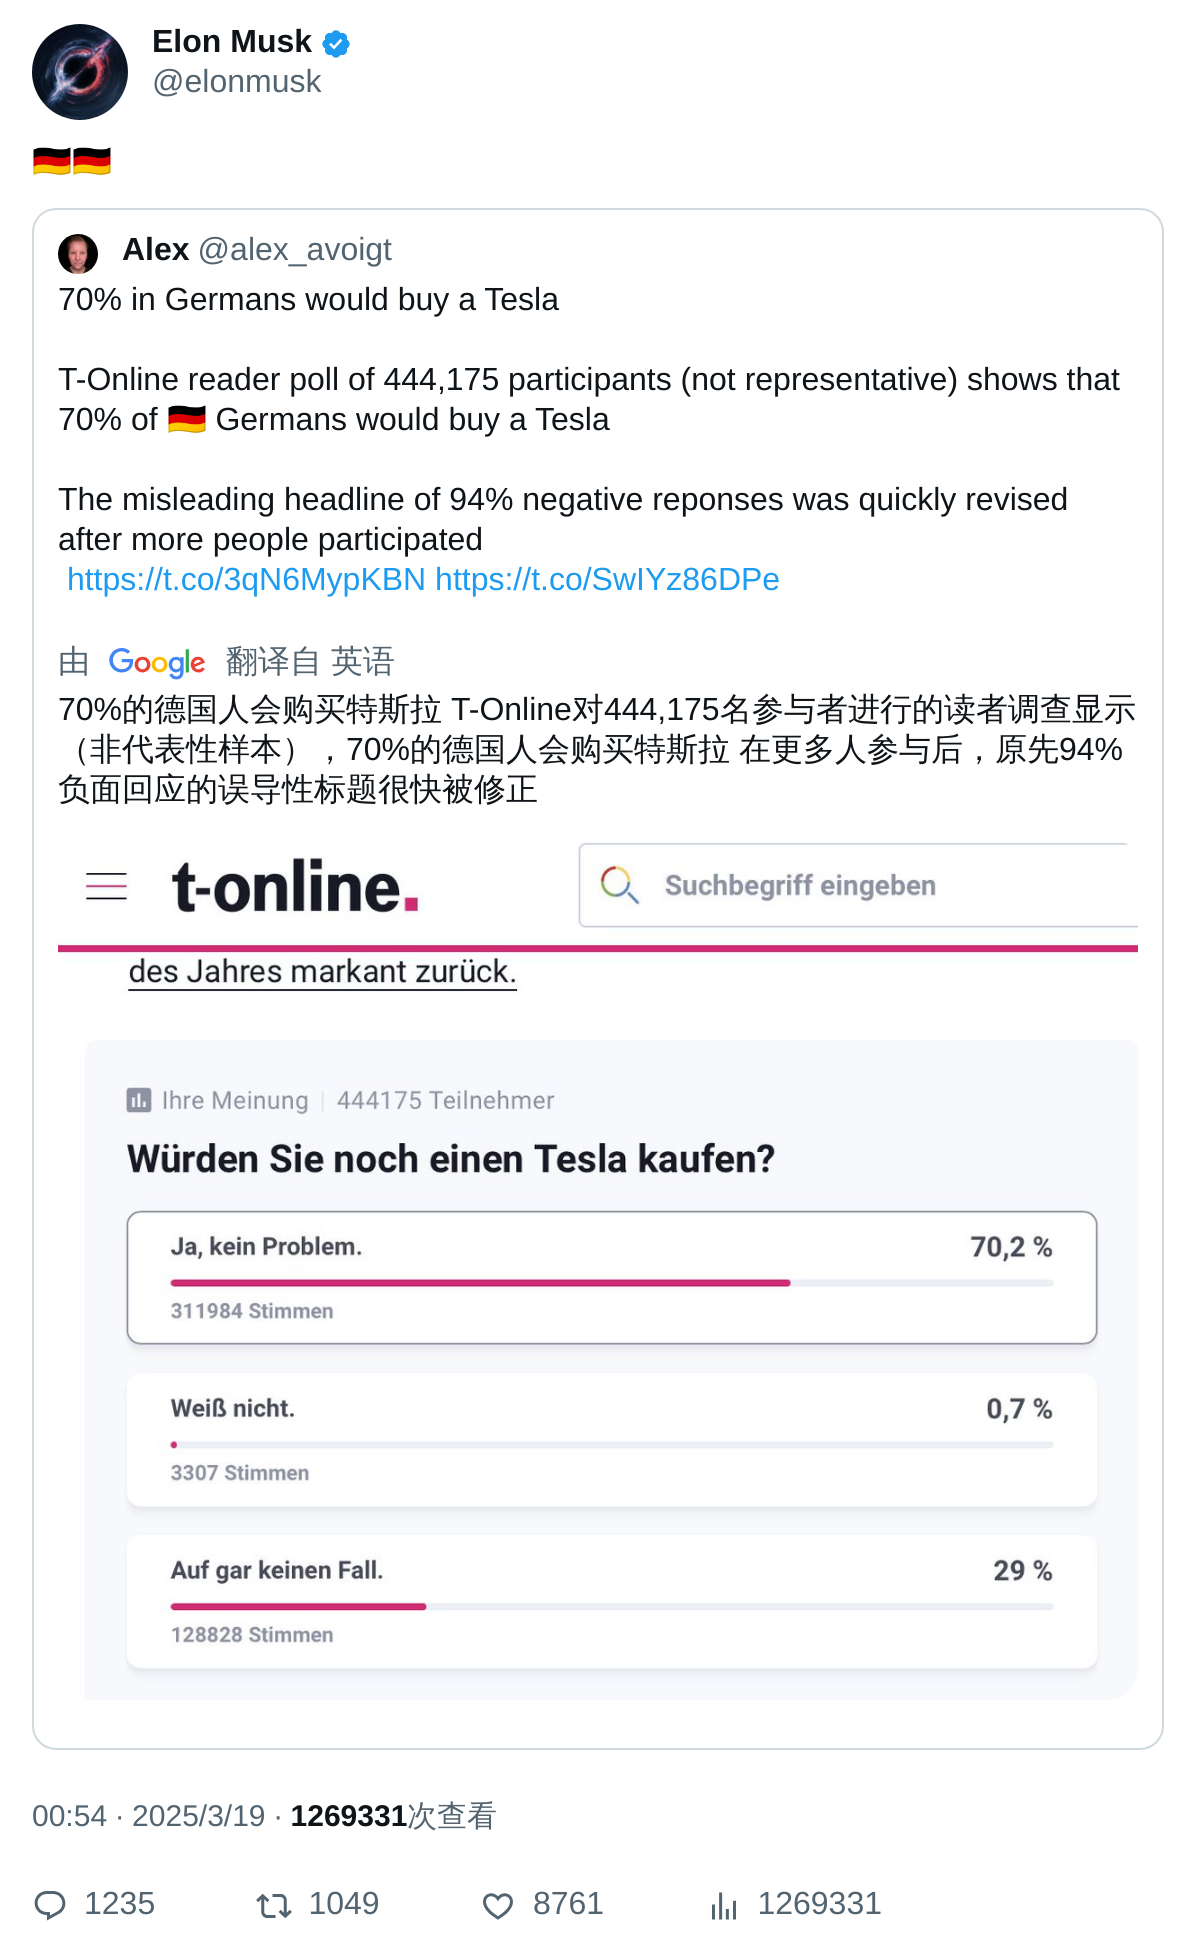 Elon Musk
@elonmusk
🇩🇪🇩🇪
Alex @alex_avoigt
70% in Germans would buy a Tesla
T-Online reader poll of 444,175 participants (not representative) shows that
70% of 🇩🇪 Germans would buy a Tesla
The misleading headline of 94% negative reponses was quickly revised
after more people participated
https://t.co/3qN6MypKBN https://t.co/SwIYz86DPe
由 Google 翻译自 英语
70%的德国人会购买特斯拉 T-Online对444,175名参与者进行的读者调查显示
（非代表性样本），70%的德国人会购买特斯拉 在更多人参与后，原先94%
负面回应的误导性标题很快被修正
t-online.
Suchbegriff eingeben
des Jahres markant zurück.
Ihre Meinung | 444175 Teilnehmer
Würden Sie noch einen Tesla kaufen?
Ja, kein Problem. 70,2 %
311984 Stimmen
Weiß nicht. 0,7 %
3307 Stimmen
Auf gar keinen Fall. 29 %
128828 Stimmen
00:54 · 2025/3/19 · 1269331次查看
1235 1049 8761 1269331